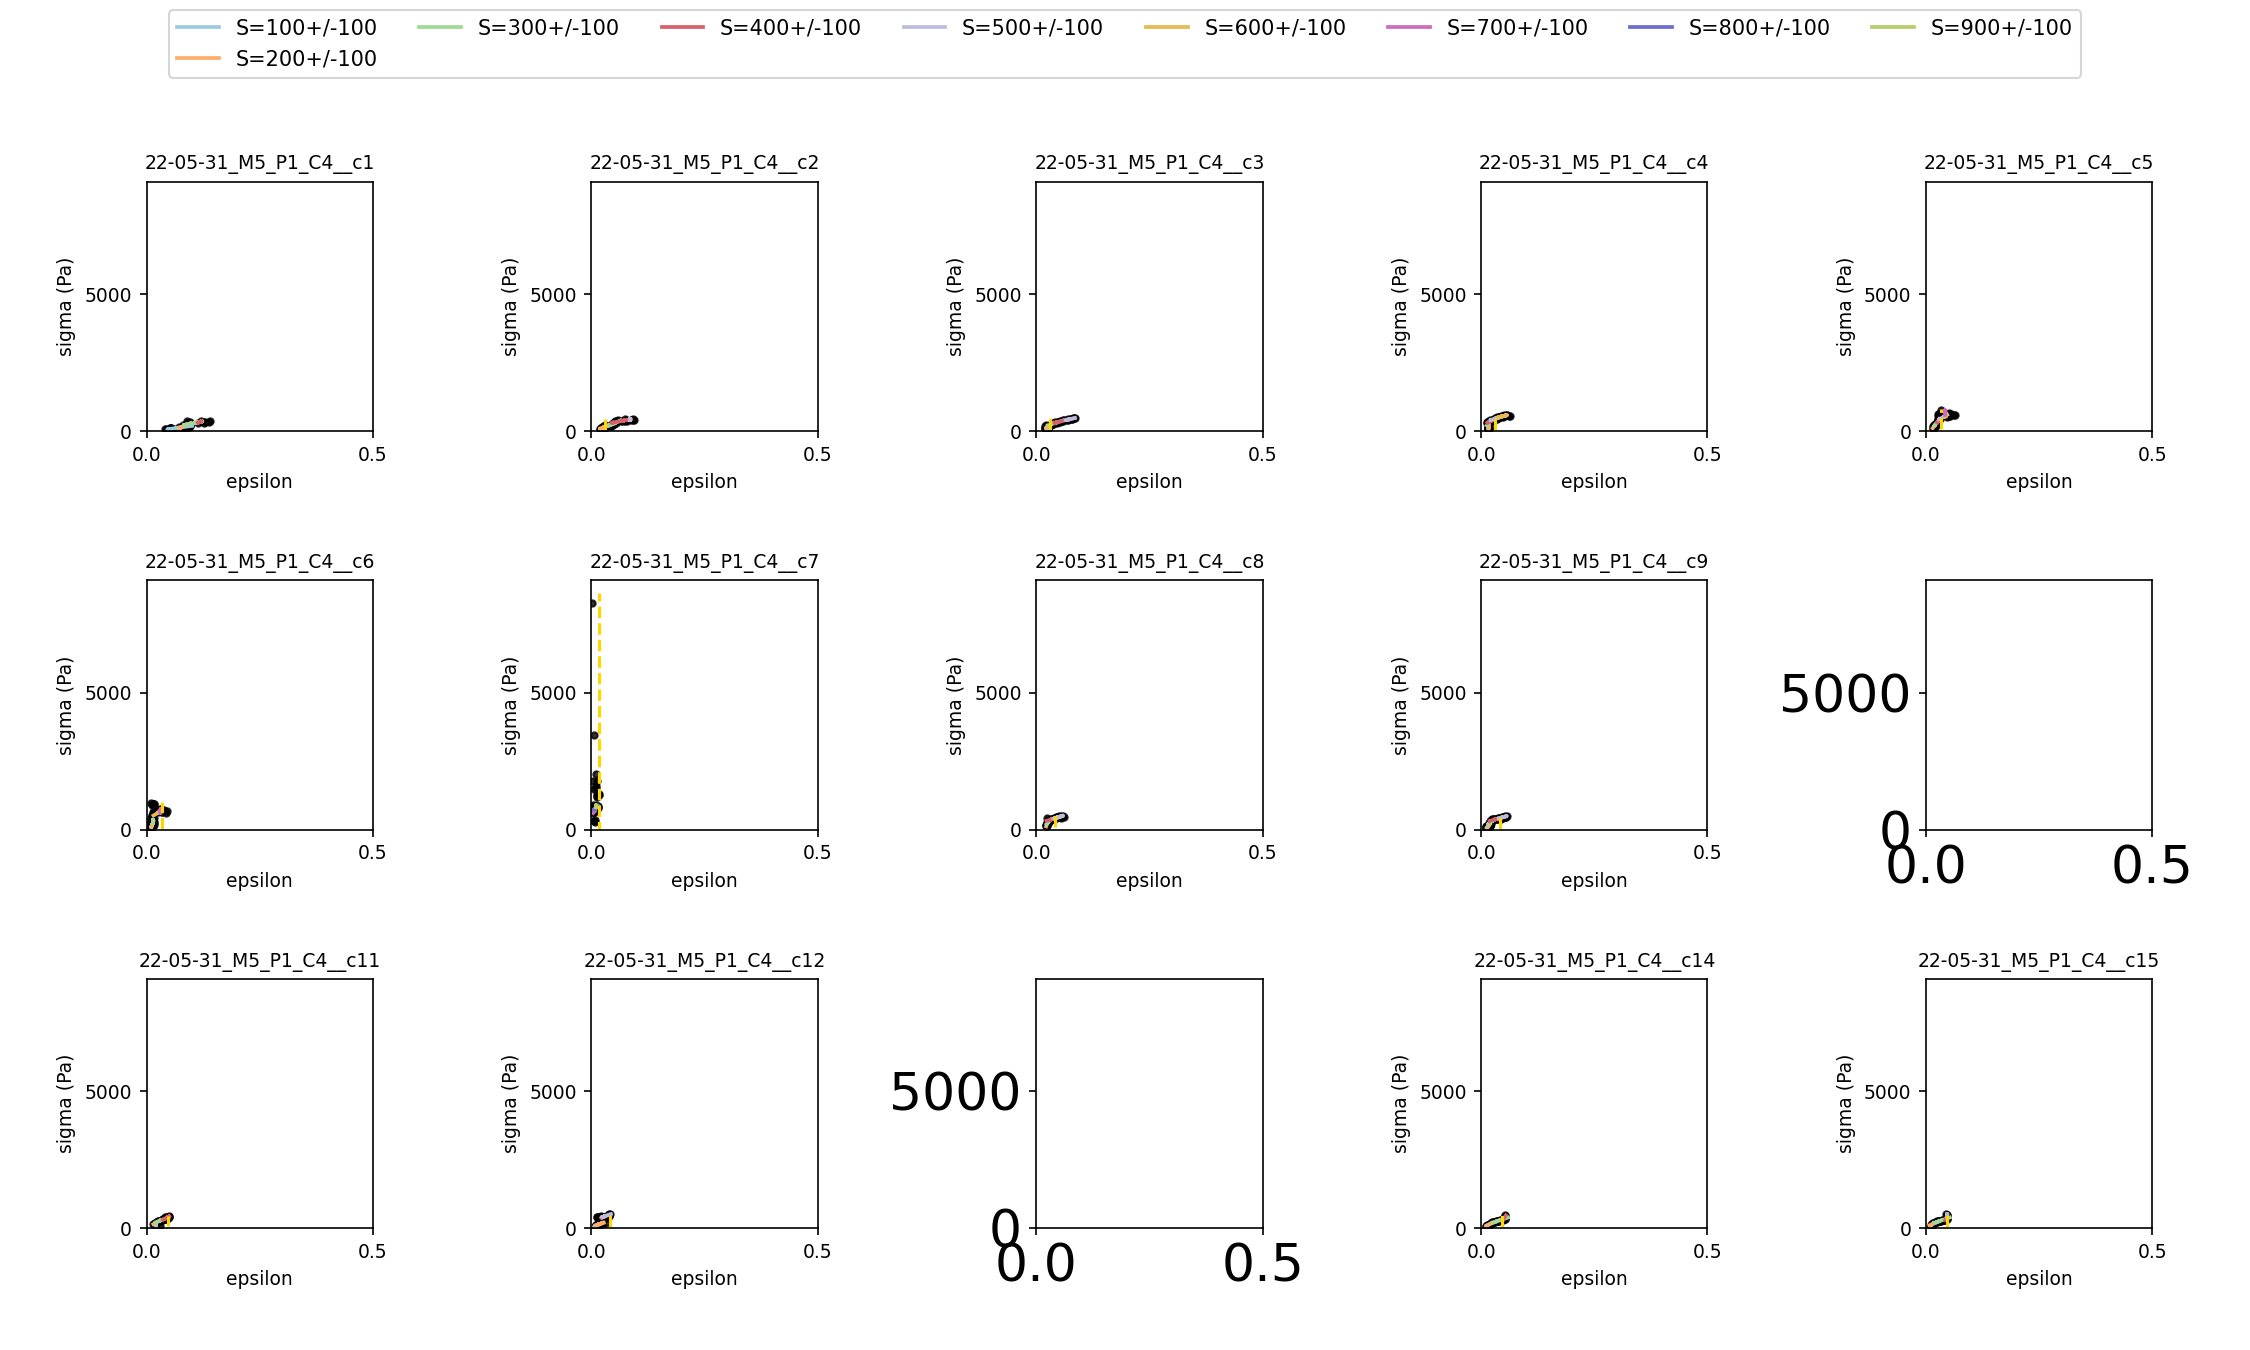 S=100+/-100 S=300+/-100 S=400+/-100 S=500+/-100 S=600+/-100 S=700+/-100 S=800+/-100 S=900+/-100
S=200+/-100
22-05-31_M5_P1_C4__c1 22-05-31_M5_P1_C4__c2 22-05-31_M5_P1_C4__c3 22-05-31_M5_P1_C4__c4 22-05-31_M5_P1_C4__c5
sigma (Pa) sigma (Pa) sigma (Pa) sigma (Pa) sigma (Pa)
5000 5000 5000 5000 5000
0 0 0 0 0
0.0 0.5 0.0 0.5 0.0 0.5 0.0 0.5 0.0 0.5
epsilon epsilon epsilon epsilon epsilon
22-05-31_M5_P1_C4__c6 22-05-31_M5_P1_C4__c7 22-05-31_M5_P1_C4__c8 22-05-31_M5_P1_C4__c9
sigma (Pa) sigma (Pa) sigma (Pa) sigma (Pa)
5000 5000 5000 5000 5000
0 0 0 0 0
0.0 0.5 0.0 0.5 0.0 0.5 0.0 0.5 0.0 0.5
epsilon epsilon epsilon epsilon
22-05-31_M5_P1_C4__c11 22-05-31_M5_P1_C4__c12 22-05-31_M5_P1_C4__c14 22-05-31_M5_P1_C4__c15
sigma (Pa) sigma (Pa) sigma (Pa) sigma (Pa)
5000 5000 5000 5000 5000
0 0 0 0 0
0.0 0.5 0.0 0.5 0.0 0.5 0.0 0.5 0.0 0.5
epsilon epsilon epsilon epsilon